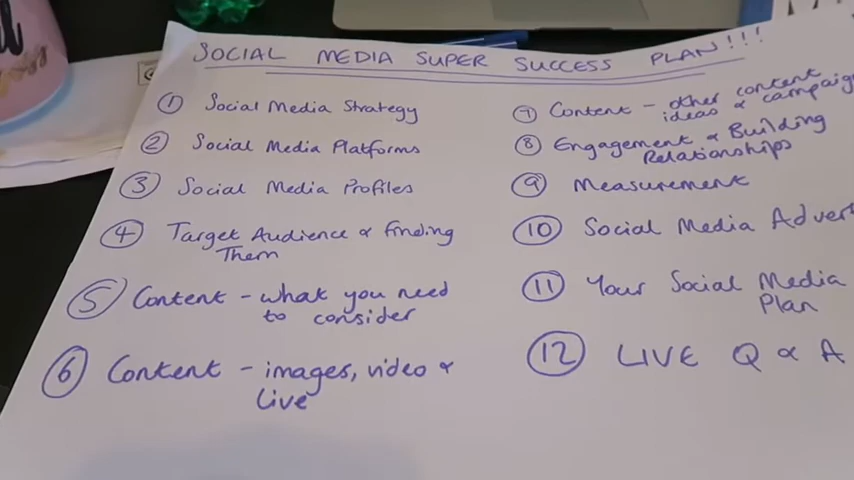 SOCIAL MEDIA SUPER SUCCESS PLAN!!!
① Social Media Strategy
② Social Media Platforms
③ Social Media Profiles
④ Target Audience & Finding
Them
⑤ Content - what you need
to consider
⑥ Content - images, video &
Live
⑦ Content - other content
ideas & campaign
⑧ Engagement & Building
Relationships
⑨ Measurement
⑩ Social Media Advert
⑪ Your Social Media
Plan
⑫ LIVE Q & A